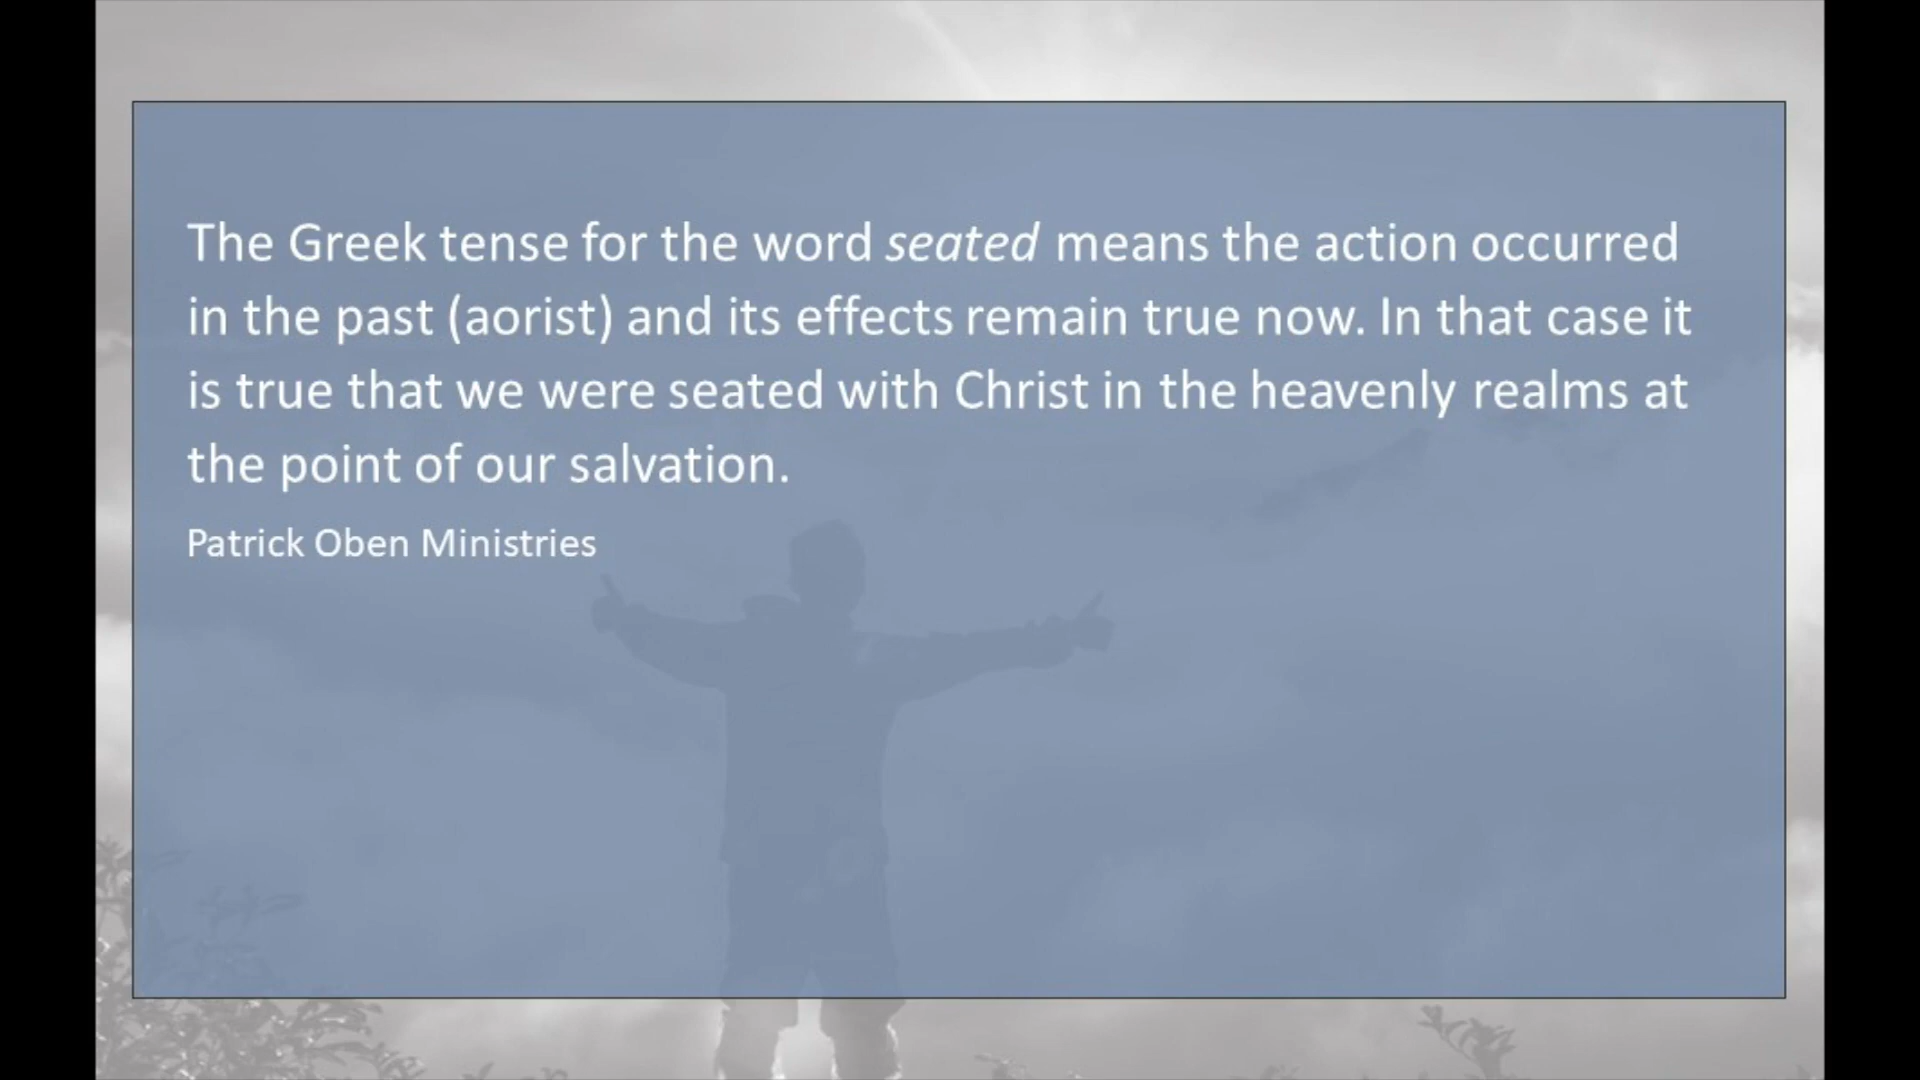 The Greek tense for the word seated means the action occurred
in the past (aorist) and its effects remain true now. In that case it
is true that we were seated with Christ in the heavenly realms at
the point of our salvation.
Patrick Oben Ministries